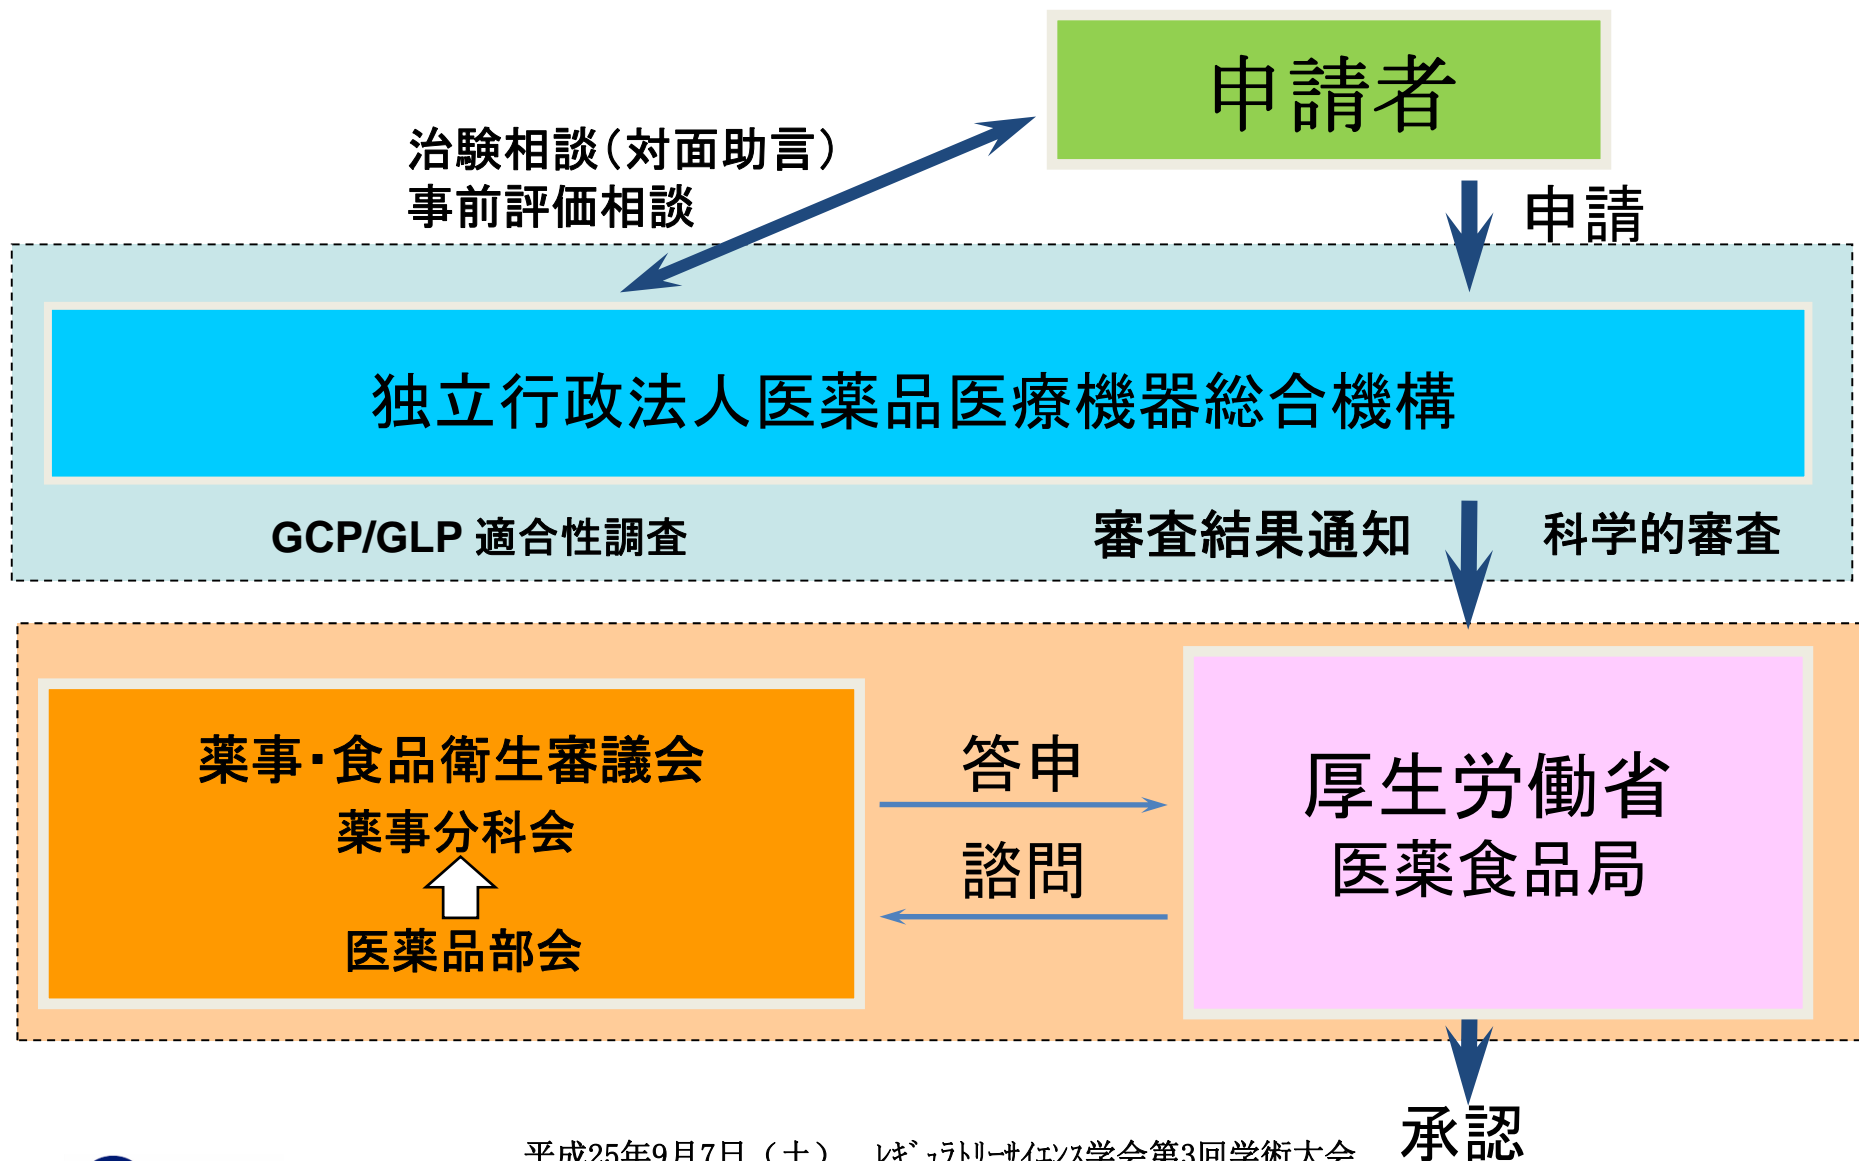 申請者
治験相談(対面助言)
事前評価相談
申請
独立行政法人医薬品医療機器総合機構
GCP/GLP 適合性調査
審査結果通知
科学的審査
薬事・食品衛生審議会
薬事分科会
医薬品部会
答申
諮問
厚生労働省
医薬食品局
承認
平成25年9月7日(土) レギュラトリーサイエンス学会第3回学術大会